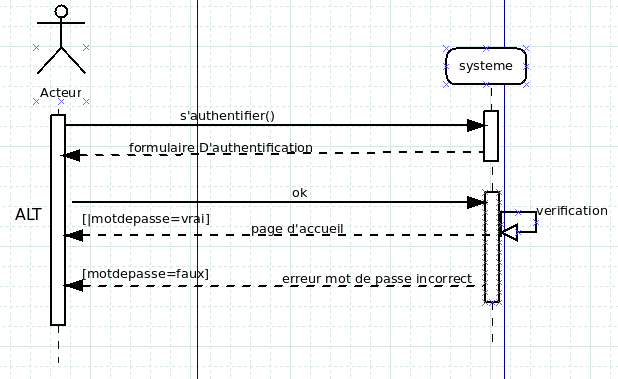 Acteur
systeme
s'authentifier()
formulaire D'authentification
ok
ALT
verification
[|motdepasse=vrai]
page d'accueil
[motdepasse=faux]
erreur mot de passe incorrect